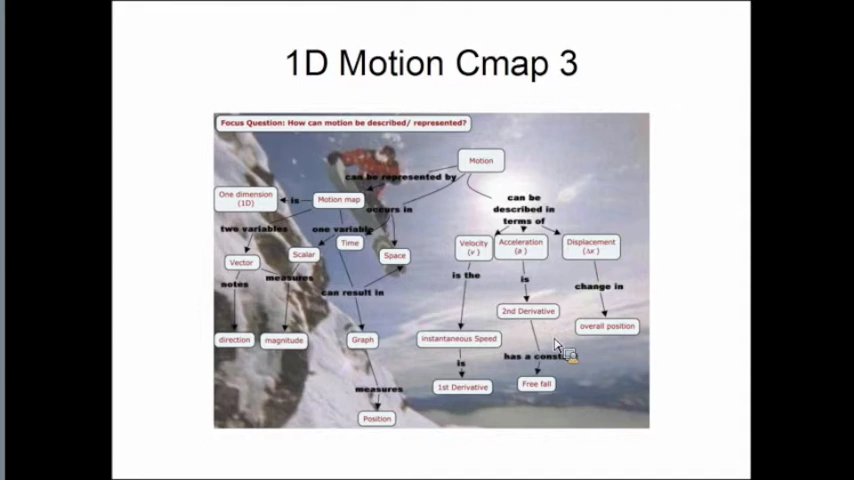 1D Motion Cmap 3
Focus Question: How can motion be described/ represented?
Motion
can be represented by
One dimension
(1D)
is
Motion map
occurs in
can be
described in
terms of
two variables
one variable
Time
Scalar
Vector
Space
Velocity
(v)
Acceleration
(a)
Displacement
(Δx)
measures
notes
can result in
is the
is
change in
2nd Derivative
overall position
direction
magnitude
Graph
instantaneous Speed
has a const
is
1st Derivative
Free fall
measures
Position